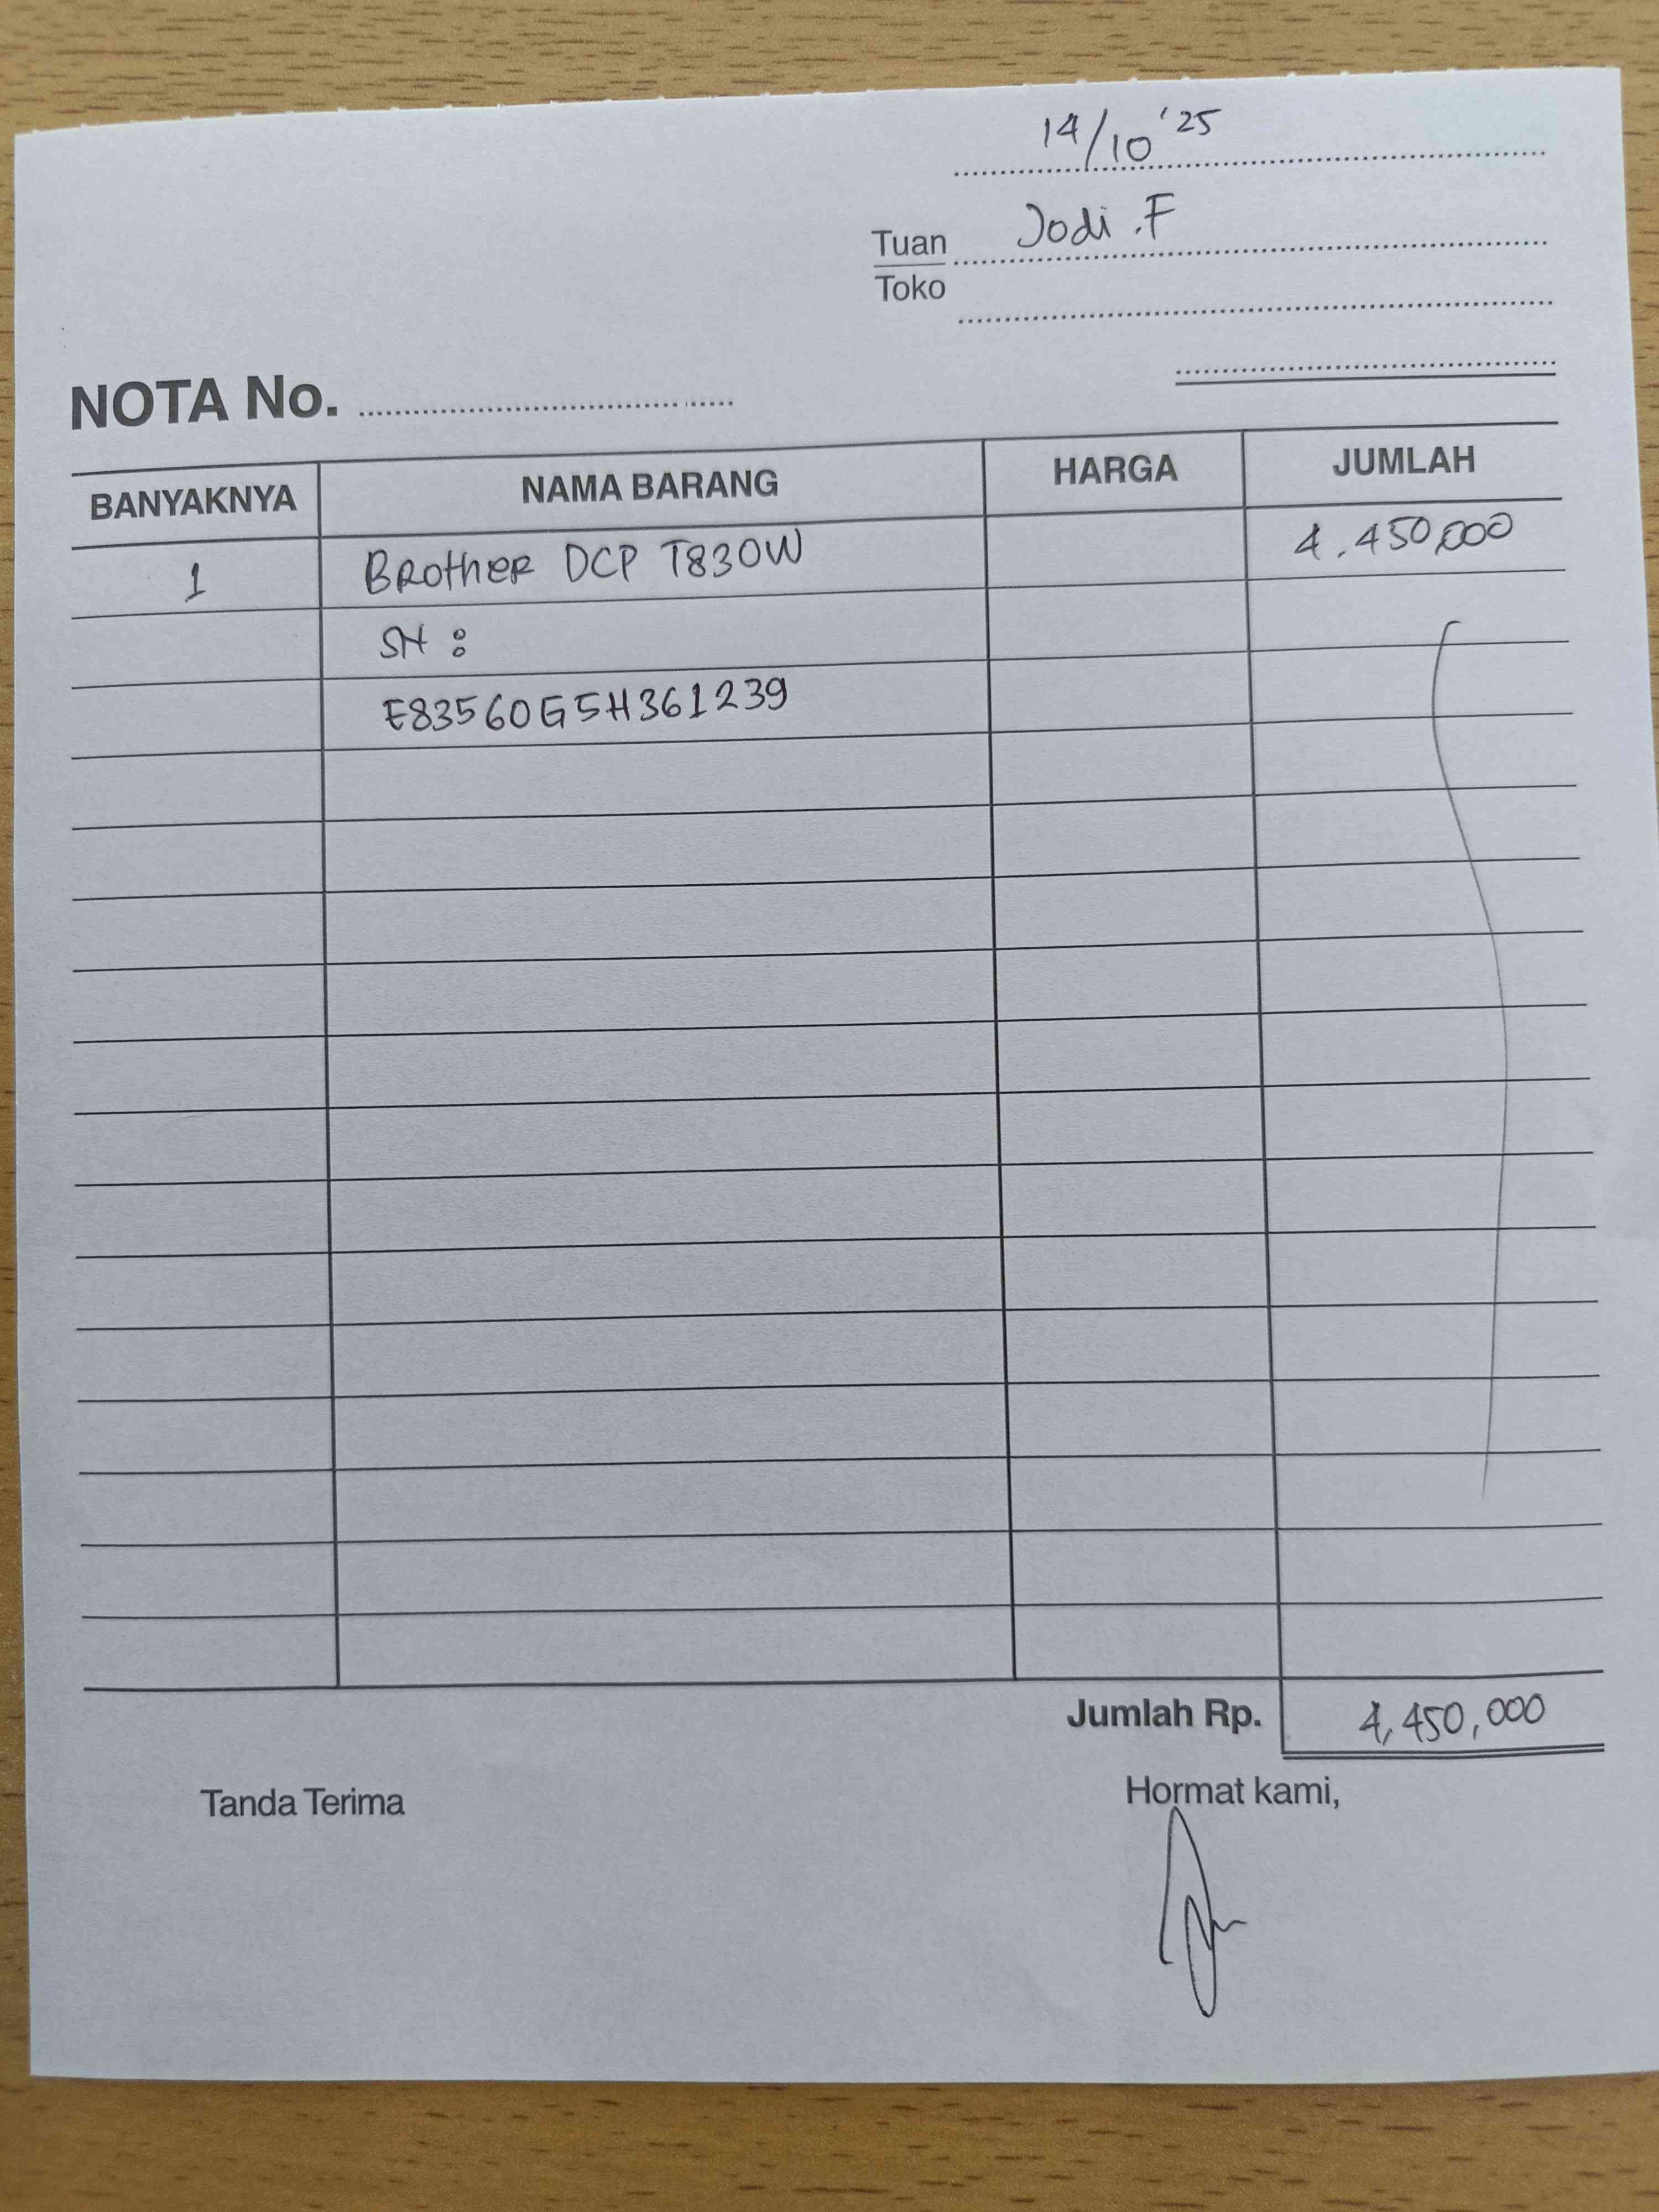 14/10 '25
Tuan Jodi .F
Toko
NOTA No.
BANYAKNYA NAMA BARANG HARGA JUMLAH
1 Brother DCP T830W 4.450,000
SN :
E83560G5H361239
Jumlah Rp. 4,450,000
Tanda Terima Hormat kami,